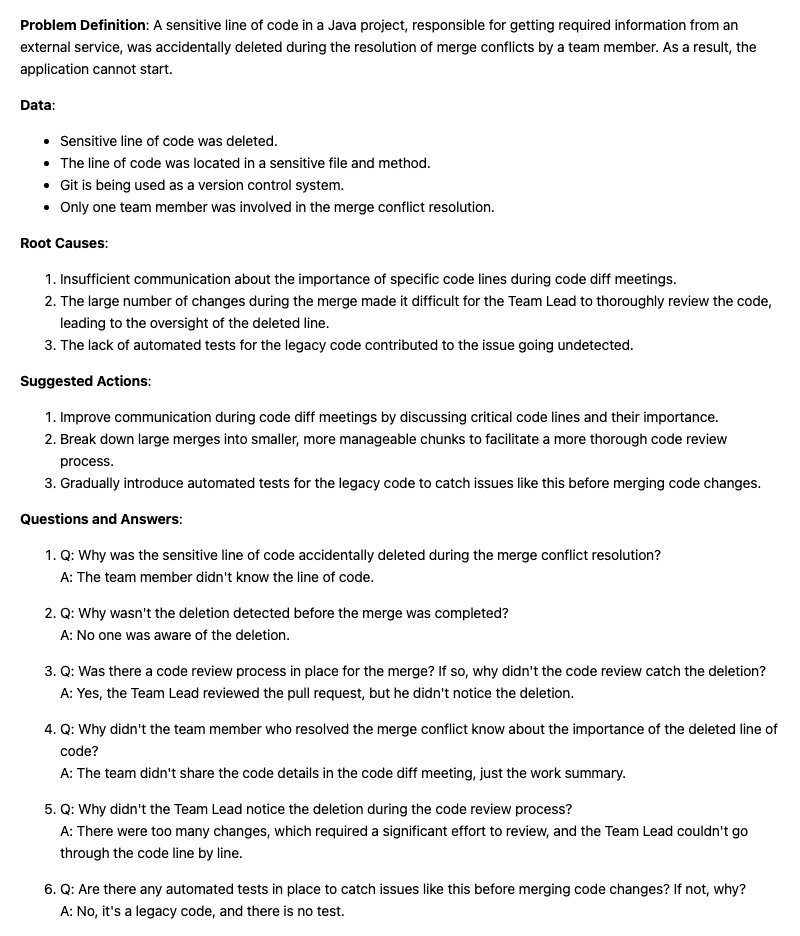 Problem Definition: A sensitive line of code in a Java project, responsible for getting required information from an
external service, was accidentally deleted during the resolution of merge conflicts by a team member. As a result, the
application cannot start.
Data:
• Sensitive line of code was deleted.
• The line of code was located in a sensitive file and method.
• Git is being used as a version control system.
• Only one team member was involved in the merge conflict resolution.
Root Causes:
1. Insufficient communication about the importance of specific code lines during code diff meetings.
2. The large number of changes during the merge made it difficult for the Team Lead to thoroughly review the code,
leading to the oversight of the deleted line.
3. The lack of automated tests for the legacy code contributed to the issue going undetected.
Suggested Actions:
1. Improve communication during code diff meetings by discussing critical code lines and their importance.
2. Break down large merges into smaller, more manageable chunks to facilitate a more thorough code review
process.
3. Gradually introduce automated tests for the legacy code to catch issues like this before merging code changes.
Questions and Answers:
1. Q: Why was the sensitive line of code accidentally deleted during the merge conflict resolution?
A: The team member didn't know the line of code.
2. Q: Why wasn't the deletion detected before the merge was completed?
A: No one was aware of the deletion.
3. Q: Was there a code review process in place for the merge? If so, why didn't the code review catch the deletion?
A: Yes, the Team Lead reviewed the pull request, but he didn't notice the deletion.
4. Q: Why didn't the team member who resolved the merge conflict know about the importance of the deleted line of
code?
A: The team didn't share the code details in the code diff meeting, just the work summary.
5. Q: Why didn't the Team Lead notice the deletion during the code review process?
A: There were too many changes, which required a significant effort to review, and the Team Lead couldn't go
through the code line by line.
6. Q: Are there any automated tests in place to catch issues like this before merging code changes? If not, why?
A: No, it's a legacy code, and there is no test.